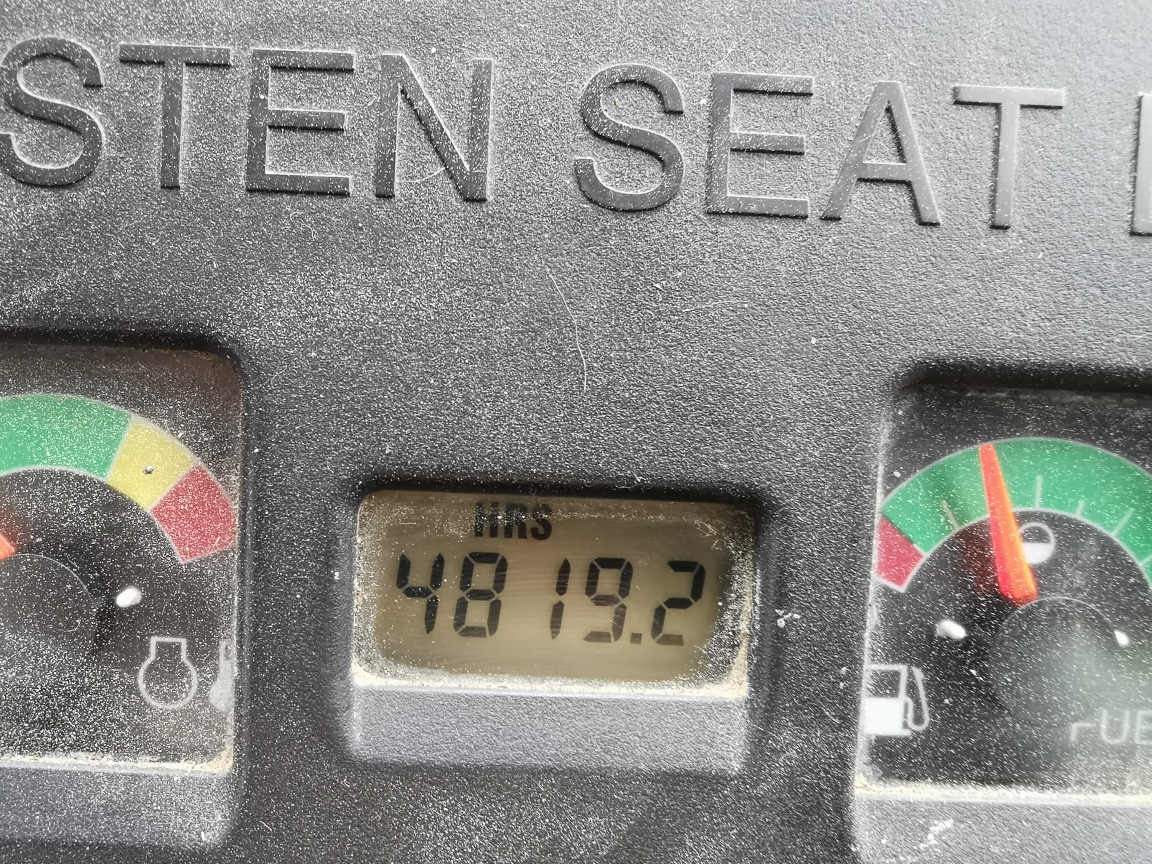 STEN SEAT
HRS
4819.2
FUE